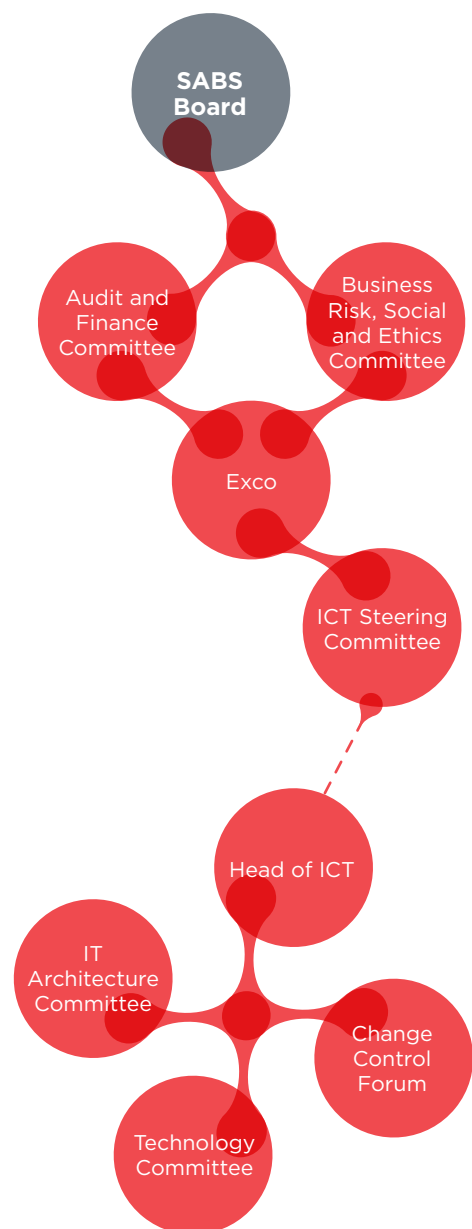 SABS
Board
Audit and
Finance
Committee
Business
Risk, Social
and Ethics
Committee
Exco
ICT Steering
Committee
Head of ICT
IT
Architecture
Committee
Change
Control
Forum
Technology
Committee